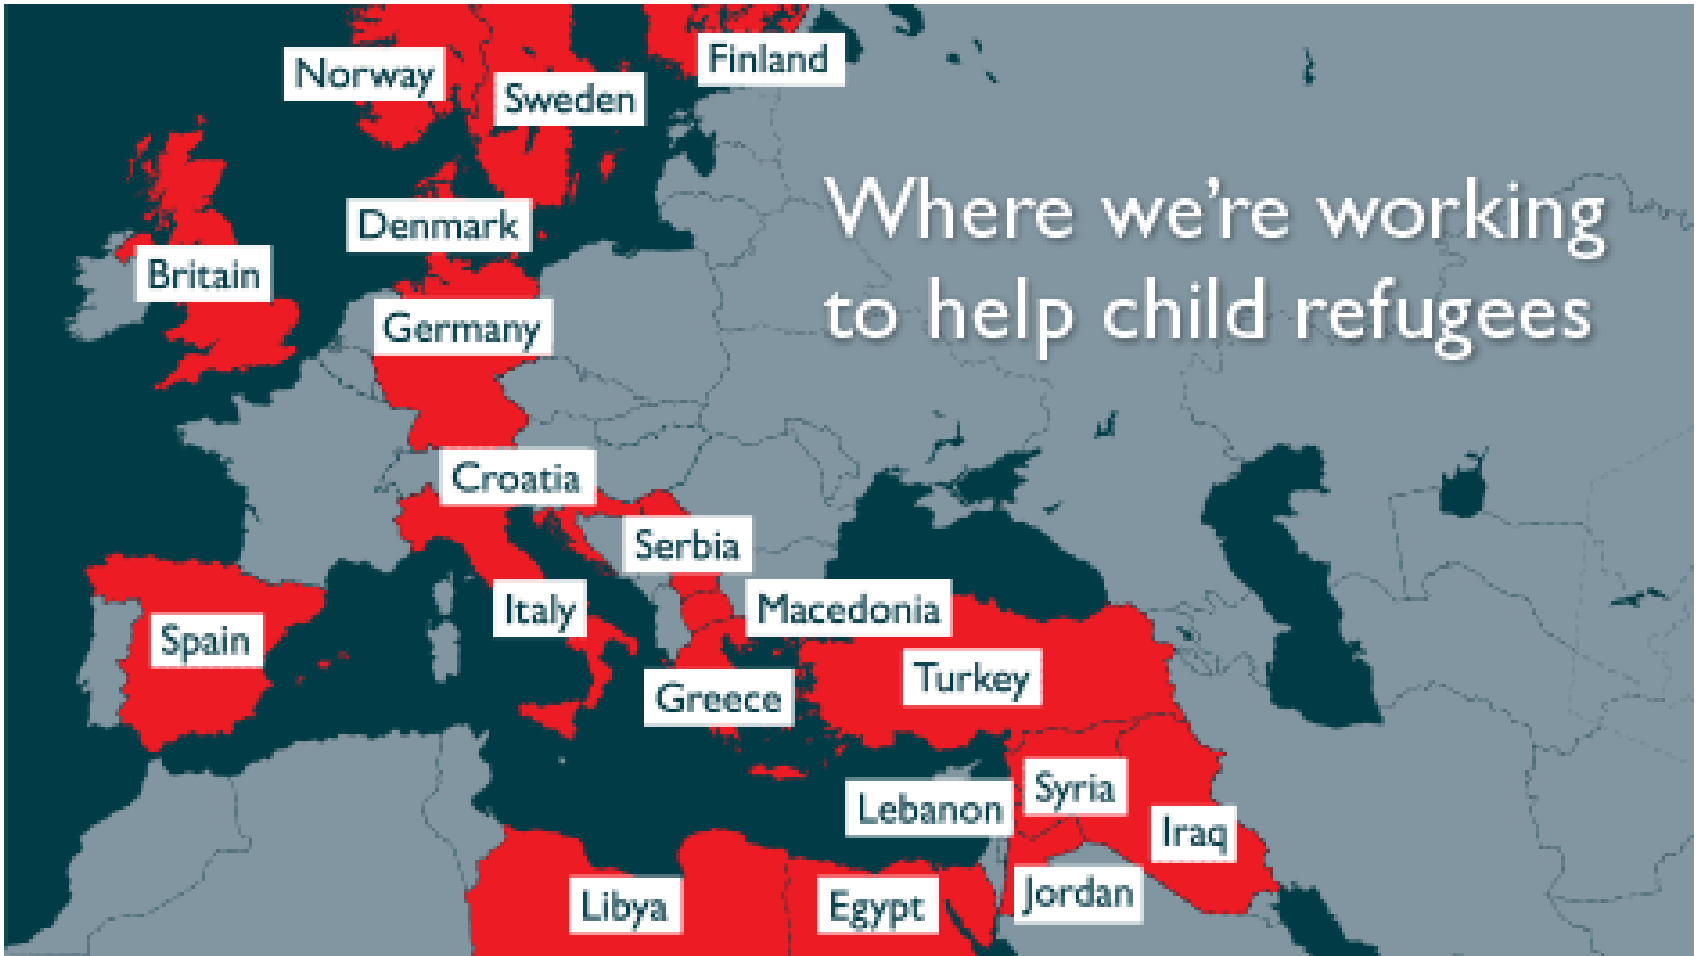 Norway
Finland
Sweden
Denmark
Britain
Germany
Where we're working
to help child refugees
Croatia
Serbia
Italy
Macedonia
Spain
Greece
Turkey
Syria
Lebanon
Iraq
Jordan
Libya
Egypt